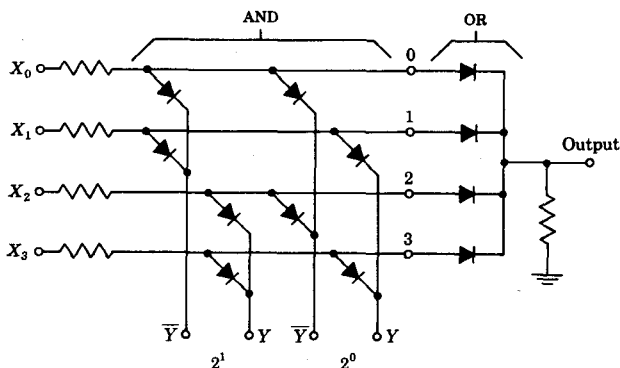 AND
OR
X₀
0
X₁
1
Output
X₂
2
X₃
3
Y̅
Y
Y̅
Y
2¹
2⁰